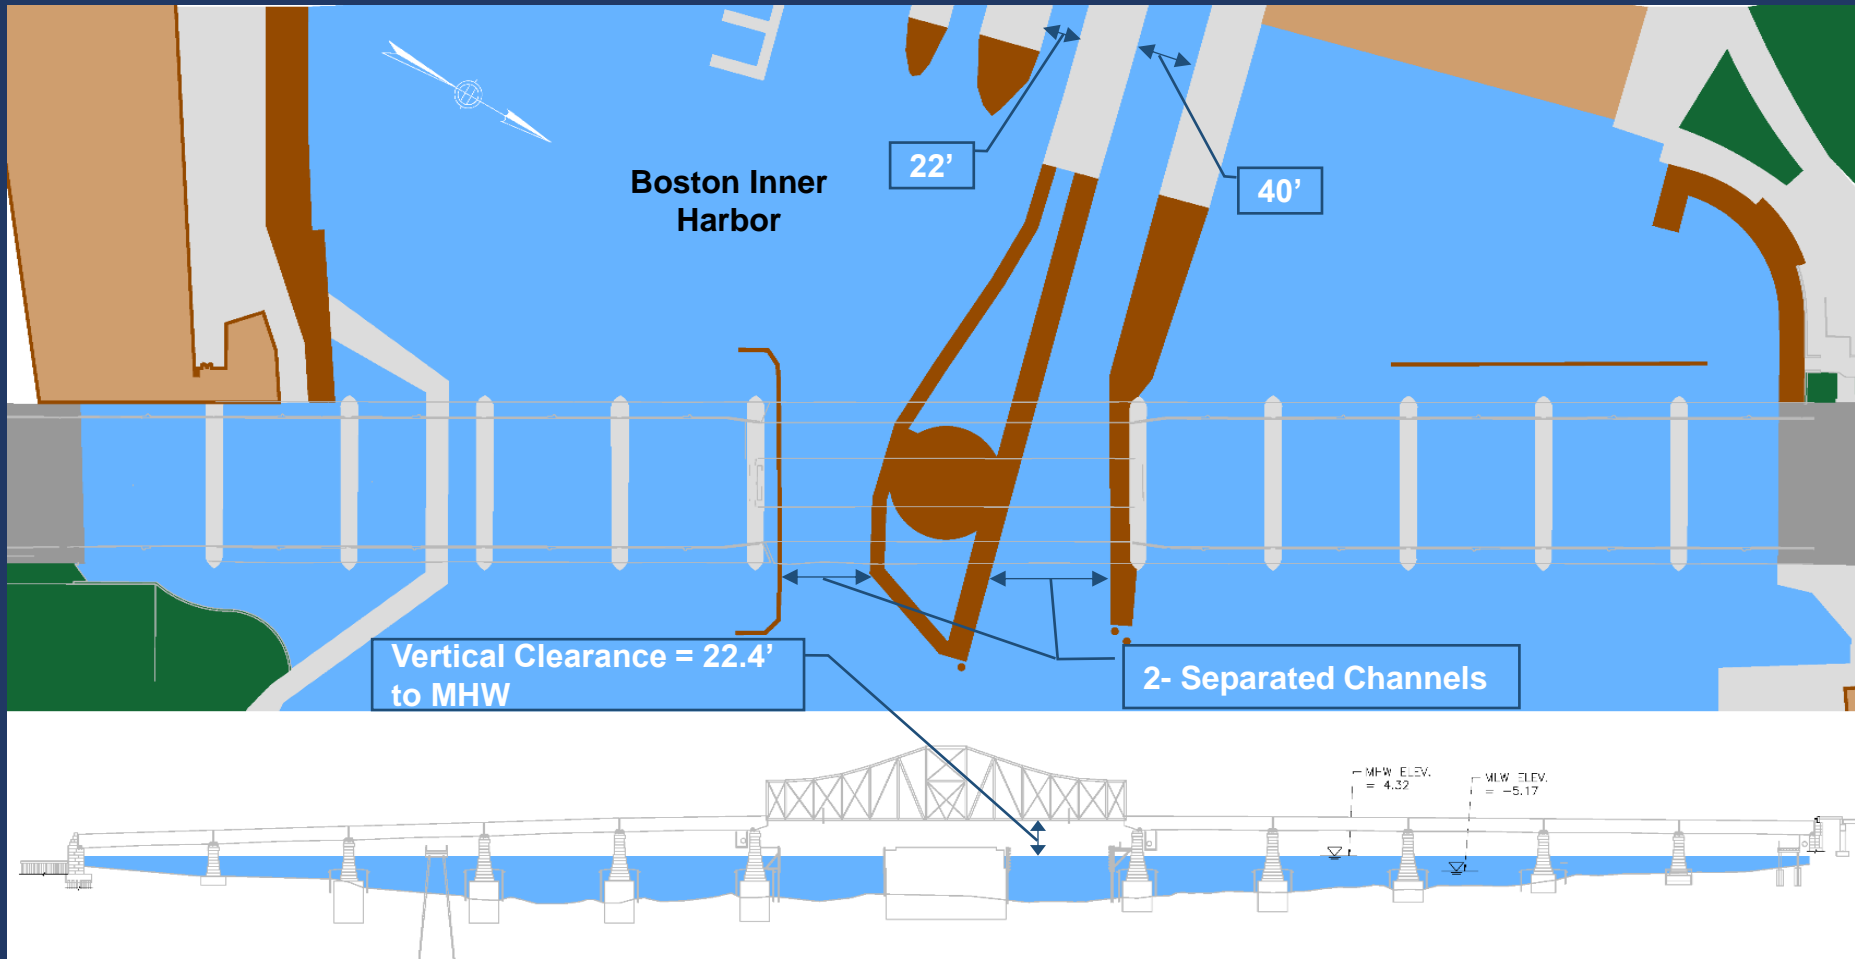 Boston Inner
Harbor
22’
40’
Vertical Clearance = 22.4’
to MHW
2- Separated Channels
MHW ELEV.
= 4.32
MLW ELEV.
= -5.17